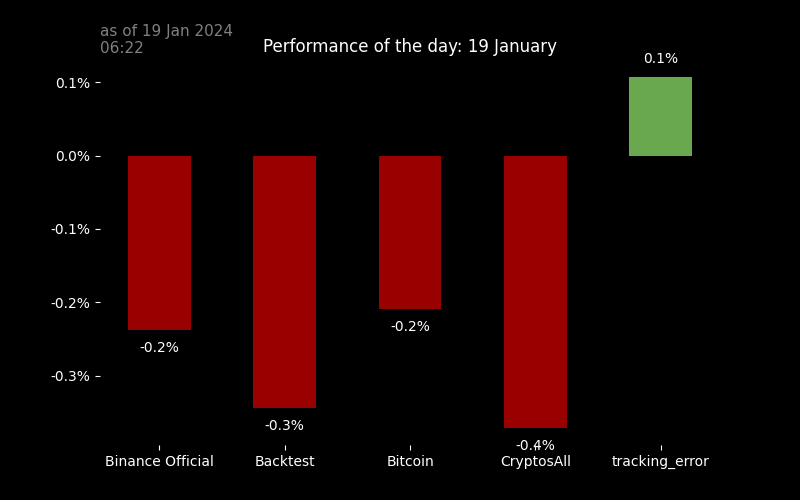 as of 19 Jan 2024
06:22
Performance of the day: 19 January
0.1%
0.1%
0.0%
-0.1%
-0.2%
-0.3%
-0.2%
-0.3%
-0.2%
-0.4%
Binance Official
Backtest
Bitcoin
CryptosAll
tracking_error